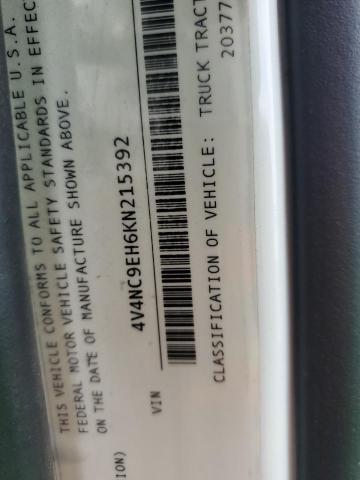 THIS VEHICLE CONFORMS TO ALL APPLICABLE U.S.A.
FEDERAL MOTOR VEHICLE SAFETY STANDARDS IN EFFECT
ON THE DATE OF MANUFACTURE SHOWN ABOVE.
ION)
4V4NC9EH6KN215392
VIN
CLASSIFICATION OF VEHICLE: TRUCK TRACT
20377